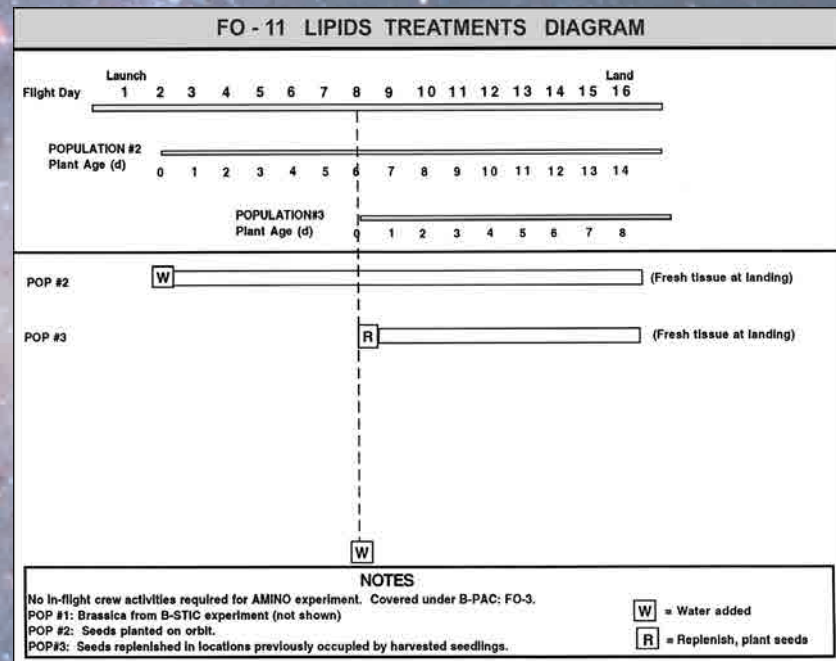 FO - 11 LIPIDS TREATMENTS DIAGRAM
Launch Land
Flight Day 1 2 3 4 5 6 7 8 9 10 11 12 13 14 15 16
POPULATION #2
Plant Age (d) 0 1 2 3 4 5 6 7 8 9 10 11 12 13 14
POPULATION#3
Plant Age (d) 0 1 2 3 4 5 6 7 8
POP #2 W (Fresh tissue at landing)
POP #3 R (Fresh tissue at landing)
W
NOTES
No in-flight crew activities required for AMINO experiment. Covered under B-PAC: FO-3.
POP #1: Brassica from B-STIC experiment (not shown)
POP #2: Seeds planted on orbit.
POP#3: Seeds replenished in locations previously occupied by harvested seedlings.
W = Water added
R = Replenish, plant seeds